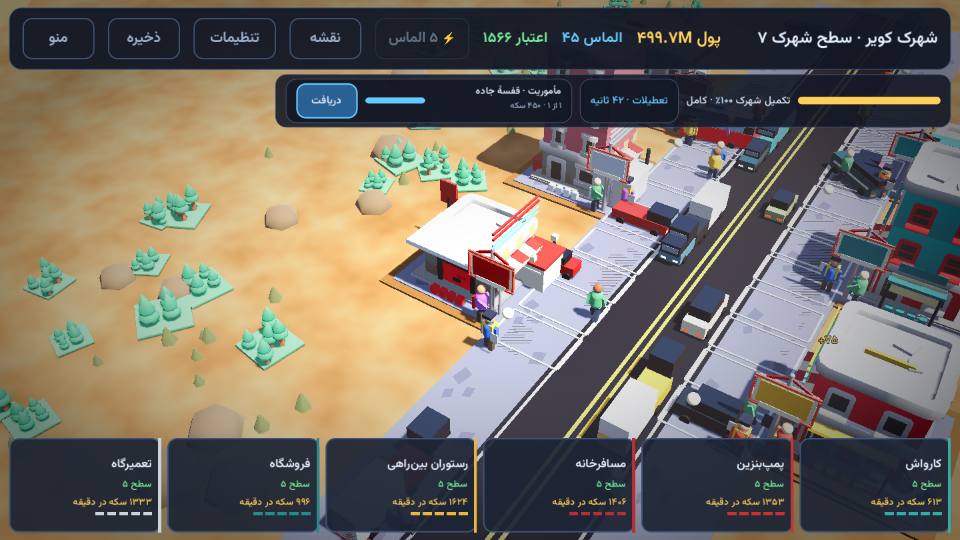 شهرک کویر · سطح شهرک ۷
پول ۴۹۹.۷M
الماس ۴۵
اعتبار ۱۵۶۶
⚡ ۵ الماس
نقشه
تنظیمات
ذخیره
منو
تکمیل شهرک ۱۰۰٪ · کامل
تعطیلات · ۴۲ ثانیه
مأموریت · قفسهٔ جاده
۱ از ۱ · ۴۵۰ سکه
دریافت
+۷۵
کارواش
سطح ۵
۶۱۳ سکه در دقیقه
پمپ‌بنزین
سطح ۵
۱۳۵۳ سکه در دقیقه
مسافرخانه
سطح ۵
۱۴۰۶ سکه در دقیقه
رستوران بین‌راهی
سطح ۵
۱۶۲۴ سکه در دقیقه
فروشگاه
سطح ۵
۹۹۶ سکه در دقیقه
تعمیرگاه
سطح ۵
۱۳۳۳ سکه در دقیقه